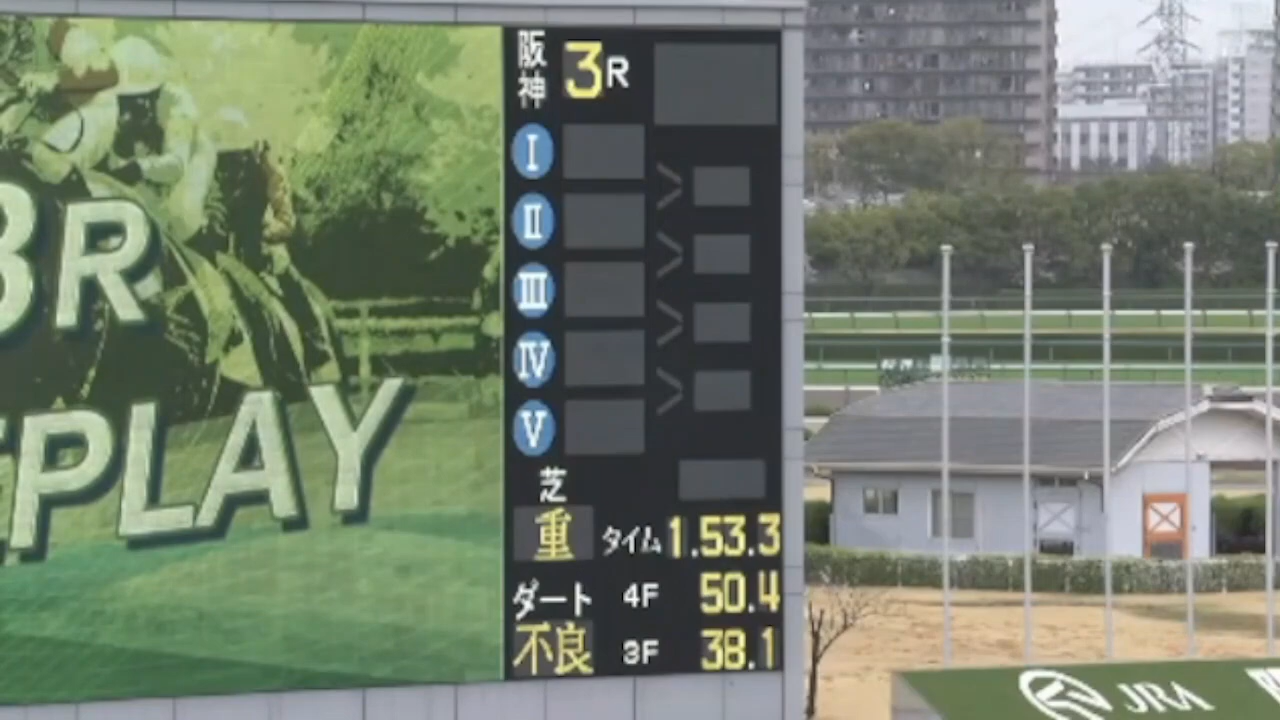 3R
REPLAY
阪神 3R
I
II
III
IV
V
芝
重 タイム 1.53.3
ダート 4F 50.4
不良 3F 38.1
JRA